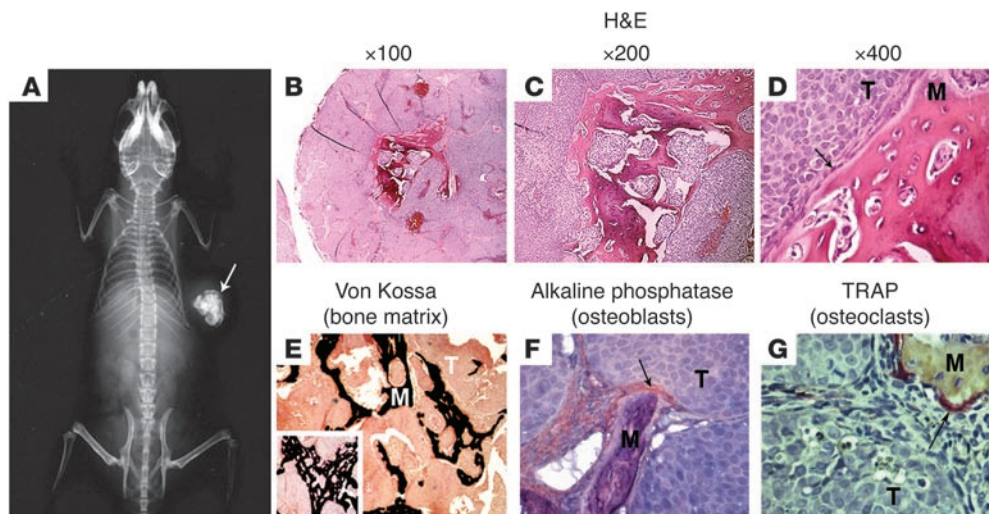 H&E
×100
×200
×400
A
B
C
D
T
M
Von Kossa
(bone matrix)
Alkaline phosphatase
(osteoblasts)
TRAP
(osteoclasts)
E
T
M
F
T
M
G
M
T